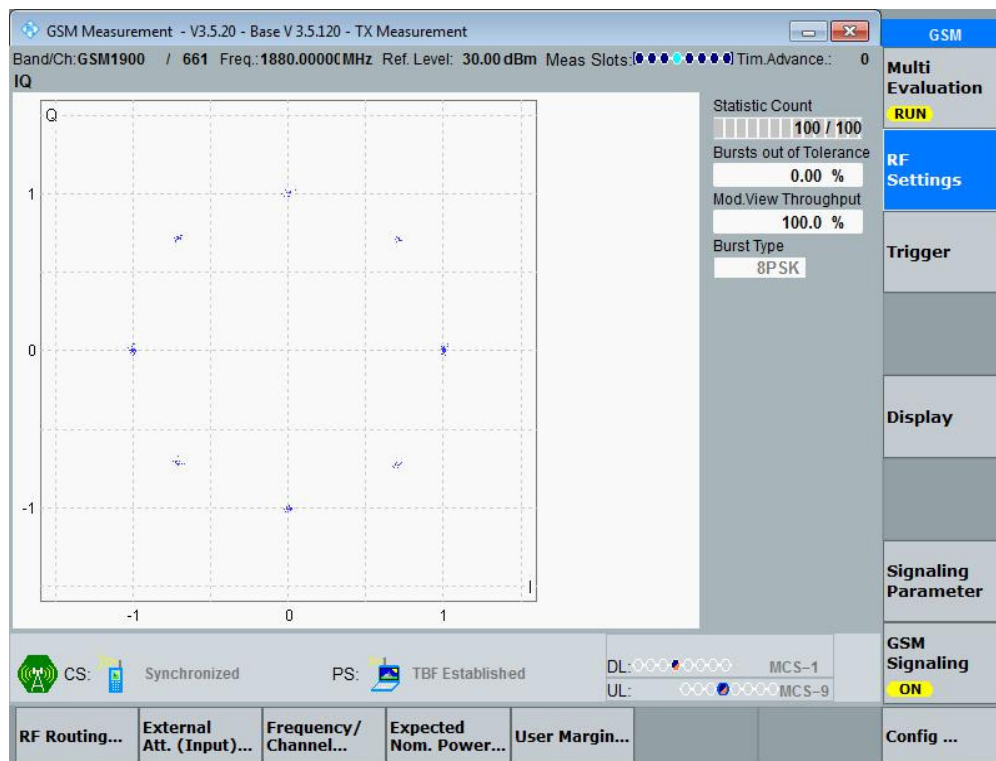 GSM Measurement - V3.5.20 - Base V 3.5.120 - TX Measurement
GSM
Band/Ch:GSM1900 / 661 Freq.:1880.00000 MHz Ref. Level: 30.00 dBm Meas Slots: Tim.Advance.: 0
IQ
Multi
Evaluation
RUN
Q
Statistic Count
100 / 100
Bursts out of Tolerance
0.00 %
Mod.View Throughput
100.0 %
Burst Type
8PSK
RF
Settings
Trigger
Display
1
0
-1
I
-1 0 1
Signaling
Parameter
GSM
Signaling
ON
CS: Synchronized PS: TBF Established DL: MCS-1
UL: MCS-9
RF Routing...
External
Att. (Input)...
Frequency/
Channel...
Expected
Nom. Power...
User Margin...
Config ...